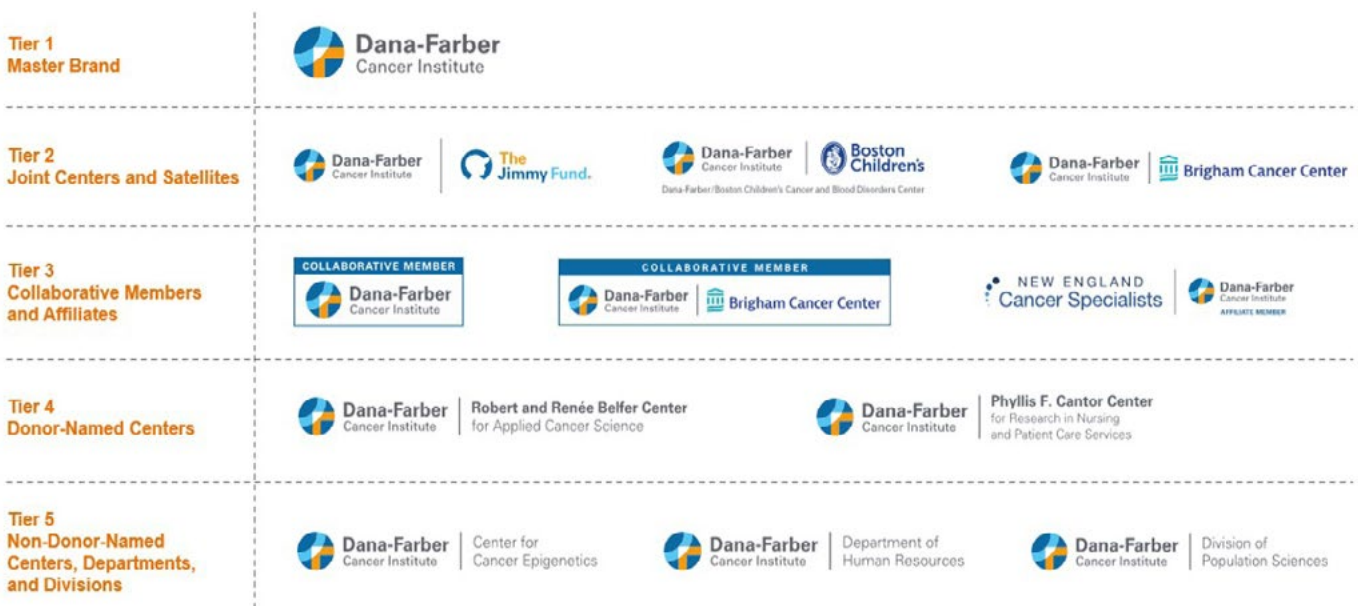 Tier 1
Master Brand
Dana-Farber
Cancer Institute
Tier 2
Joint Centers and Satellites
Dana-Farber
Cancer Institute
The
Jimmy Fund.
Dana-Farber
Cancer Institute
Boston
Children's
Dana-Farber/Boston Children's Cancer and Blood Disorders Center
Dana-Farber
Cancer Institute
Brigham Cancer Center
Tier 3
Collaborative Members
and Affiliates
COLLABORATIVE MEMBER
Dana-Farber
Cancer Institute
COLLABORATIVE MEMBER
Dana-Farber
Cancer Institute
Brigham Cancer Center
NEW ENGLAND
Cancer Specialists
Dana-Farber
Cancer Institute
AFFILIATE MEMBER
Tier 4
Donor-Named Centers
Dana-Farber
Cancer Institute
Robert and Renée Belfer Center
for Applied Cancer Science
Dana-Farber
Cancer Institute
Phyllis F. Cantor Center
for Research in Nursing
and Patient Care Services
Tier 5
Non-Donor-Named
Centers, Departments,
and Divisions
Dana-Farber
Cancer Institute
Center for
Cancer Epigenetics
Dana-Farber
Cancer Institute
Department of
Human Resources
Dana-Farber
Cancer Institute
Division of
Population Sciences